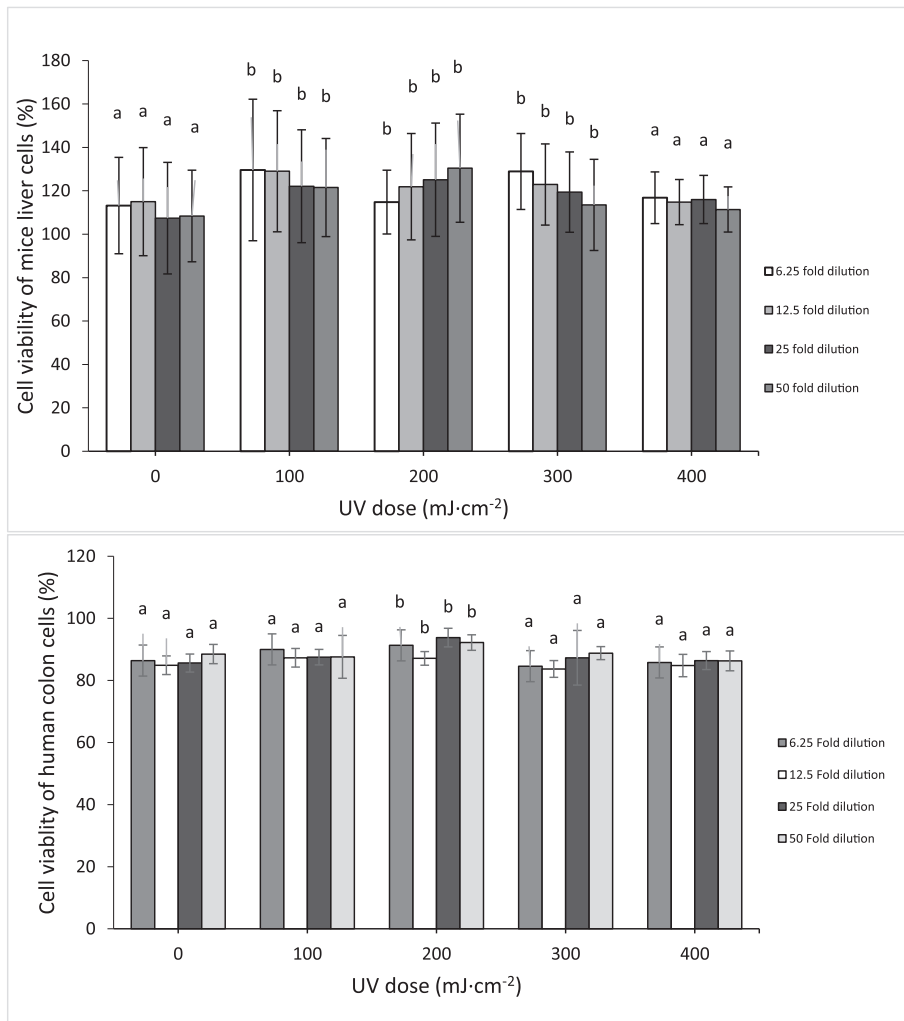 180
160
140
120
100
80
60
40
20
0
Cell viability of mice liver cells (%)
a a a a b b b b b b b b b b b b a a a a
0 100 200 300 400
UV dose (mJ·cm-2)
6.25 fold dilution
12.5 fold dilution
25 fold dilution
50 fold dilution
120
100
80
60
40
20
0
Cell viablity of human colon cells (%)
a a a a a a a a b b b b a a a a a a a a
0 100 200 300 400
UV dose (mJ·cm-2)
6.25 Fold dilution
12.5 Fold dilution
25 Fold dilution
50 Fold dilution